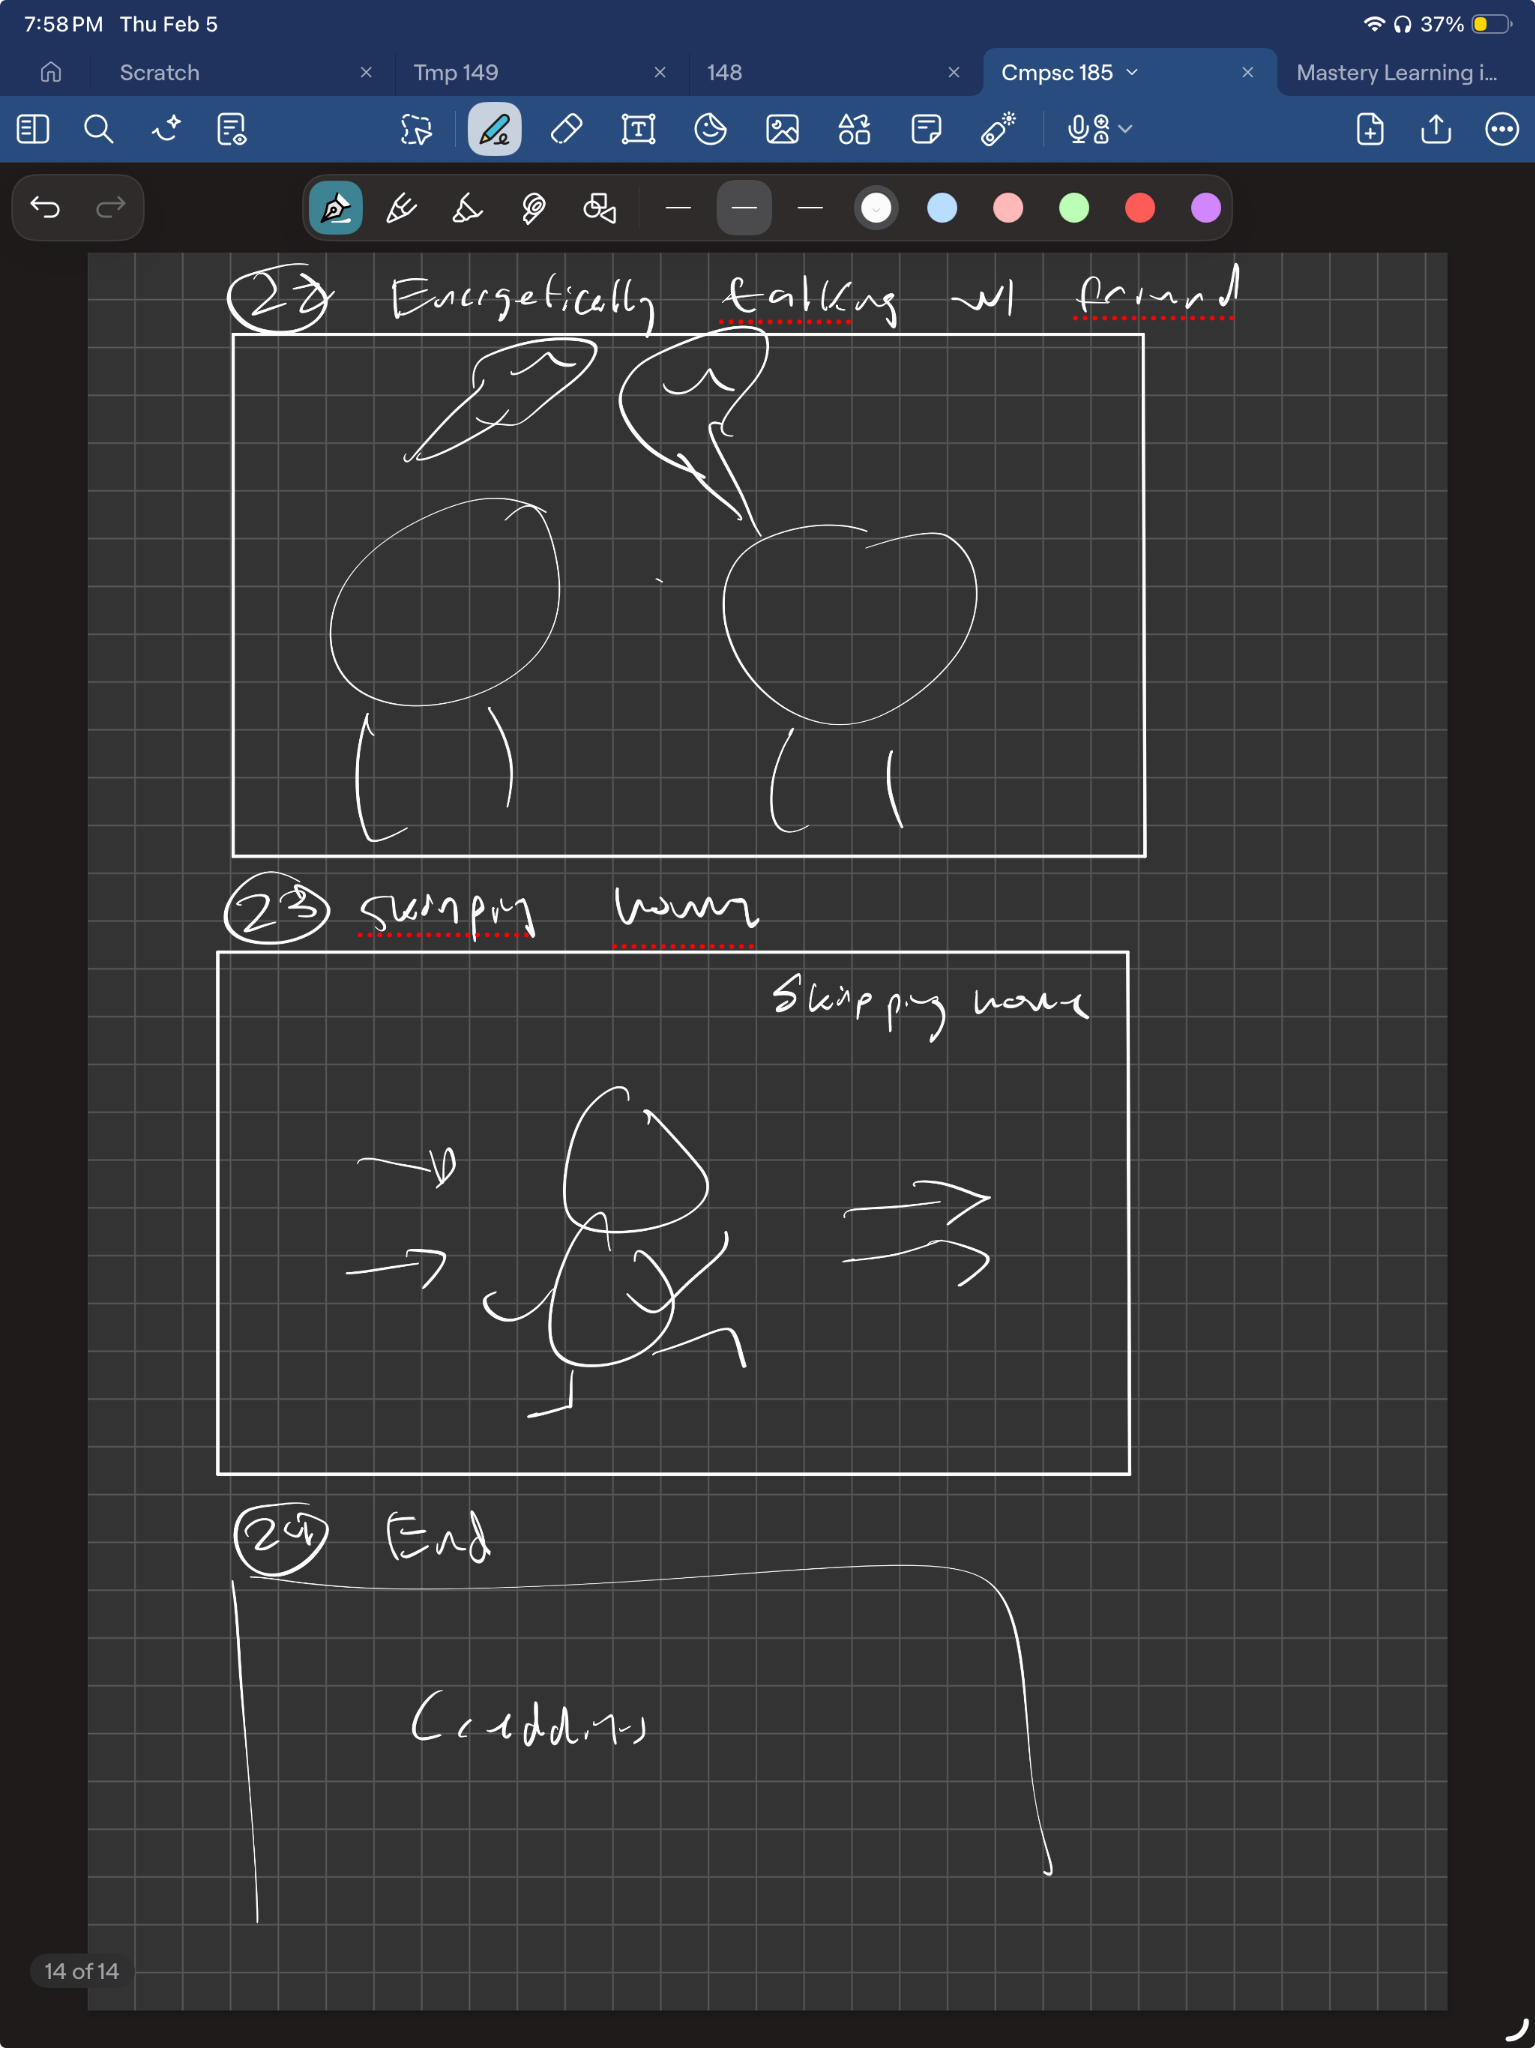 7:58 PM Thu Feb 5 37%
Scratch Tmp 149 148 Cmpsc 185 Mastery Learning i...
22 Energetically talking w/ friend
23 skipping home
Skipping home
24 End
Creddits
14 of 14